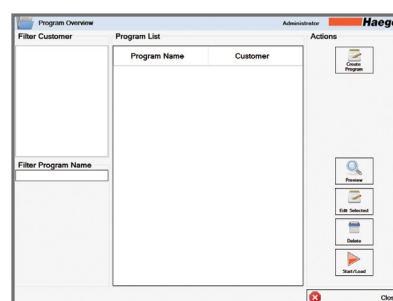 Program Overview
Administrator
Haege
Filter Customer
Program List
Actions
Program Name
Customer
Create
Program
Filter Program Name
Preview
Edit Selected
Delete
Start/Load
Clos